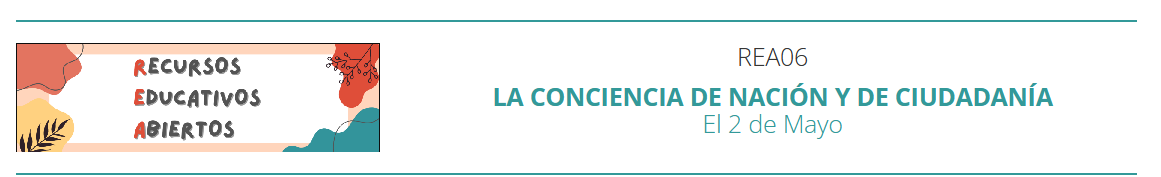 RECURSOS
EDUCATIVOS
ABIERTOS
REA06
LA CONCIENCIA DE NACIÓN Y DE CIUDADANÍA
El 2 de Mayo